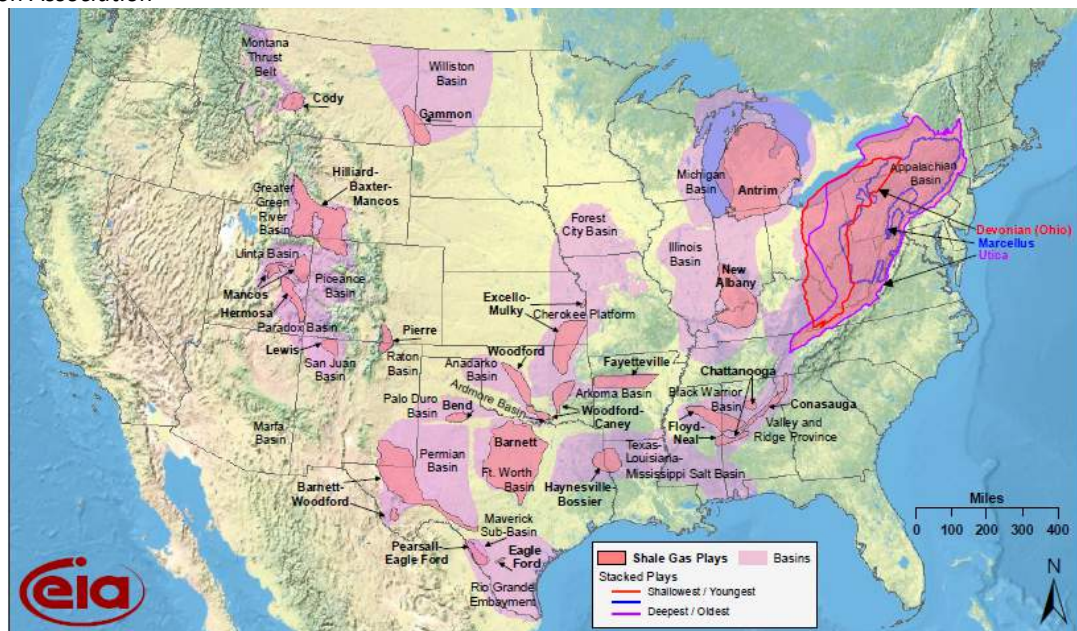 on Association
Montana
Thrust
Belt
Cody
Williston
Basin
Gammon
Hilliard-
Baxter-
Mancos
Greater
Green
River
Basin
Uinta Basin
Mancos
Piceance
Basin
Hermosa
Paradox Basin
Lewis
San Juan
Basin
Pierre
Raton
Basin
Forest
City Basin
Excello-
Mulky
Cherokee Platform
Woodford
Anadarko
Basin
Ardmore Basin
Palo Duro
Basin
Bend
Arkoma Basin
Woodford-
Caney
Fayetteville
Michigan
Basin
Antrim
Illinois
Basin
New
Albany
Appalachian
Basin
Devonian (Ohio)
Marcellus
Utica
Chattanooga
Black Warrior
Basin
Conasauga
Floyd-
Neal
Valley and
Ridge Province
Texas-
Louisiana-
Mississippi Salt Basin
Haynesville-
Bossier
Marfa
Basin
Permian
Basin
Barnett
Ft. Worth
Basin
Barnett-
Woodford
Maverick
Sub-Basin
Pearsall-
Eagle Ford
Eagle
Ford
Rio Grande
Embayment
Miles
0 100 200 300 400
N
Shale Gas Plays
Basins
Stacked Plays
Shallowest / Youngest
Deepest / Oldest
eia